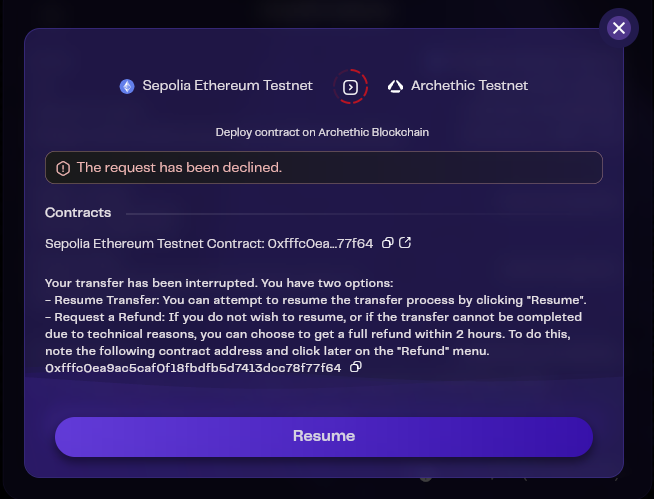 Sepolia Ethereum Testnet
Archethic Testnet
Deploy contract on Archethic Blockchain
The request has been declined.
Contracts
Sepolia Ethereum Testnet Contract: 0xfffc0ea...77f64
Your transfer has been interrupted. You have two options:
- Resume Transfer: You can attempt to resume the transfer process by clicking "Resume".
- Request a Refund: If you do not wish to resume, or if the transfer cannot be completed
due to technical reasons, you can choose to get a full refund within 2 hours. To do this,
note the following contract address and click later on the "Refund" menu.
0xfffc0ea9ac5caf0f18fbdfb5d7413dcc78f77f64
Resume